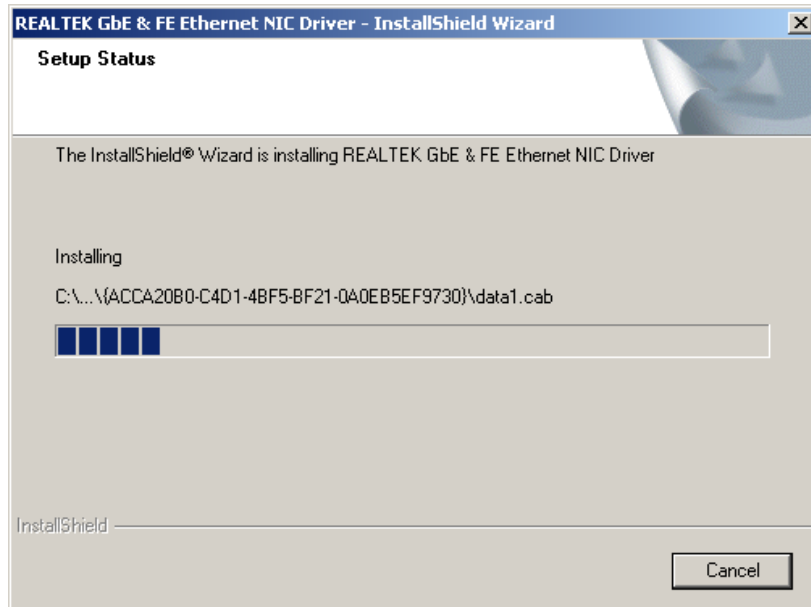 REALTEK GbE & FE Ethernet NIC Driver - InstallShield Wizard
Setup Status
The InstallShield® Wizard is installing REALTEK GbE & FE Ethernet NIC Driver
Installing
C:\...\{ACCA20B0-C4D1-4BF5-BF21-0A0EB5EF9730}\data1.cab
InstallShield
Cancel